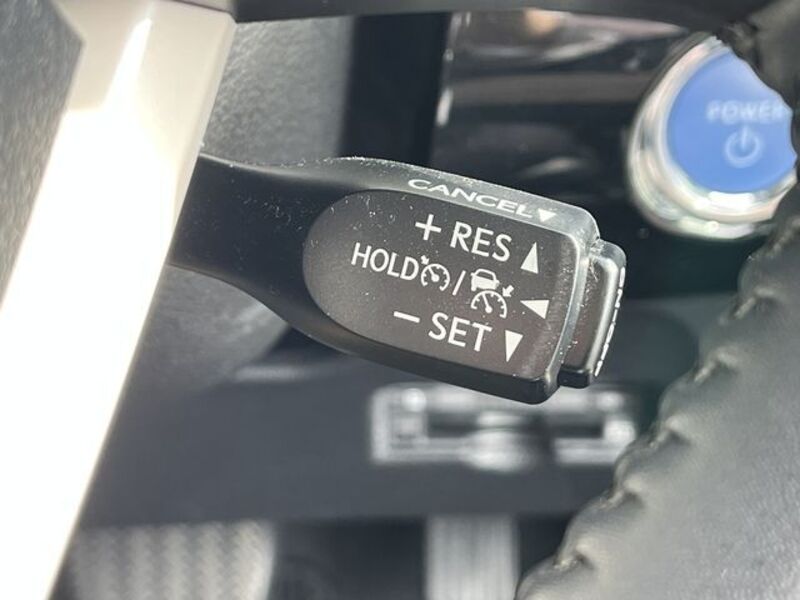 POWER
CANCEL▼
+ RES ▲
HOLD / ◀
− SET ▼